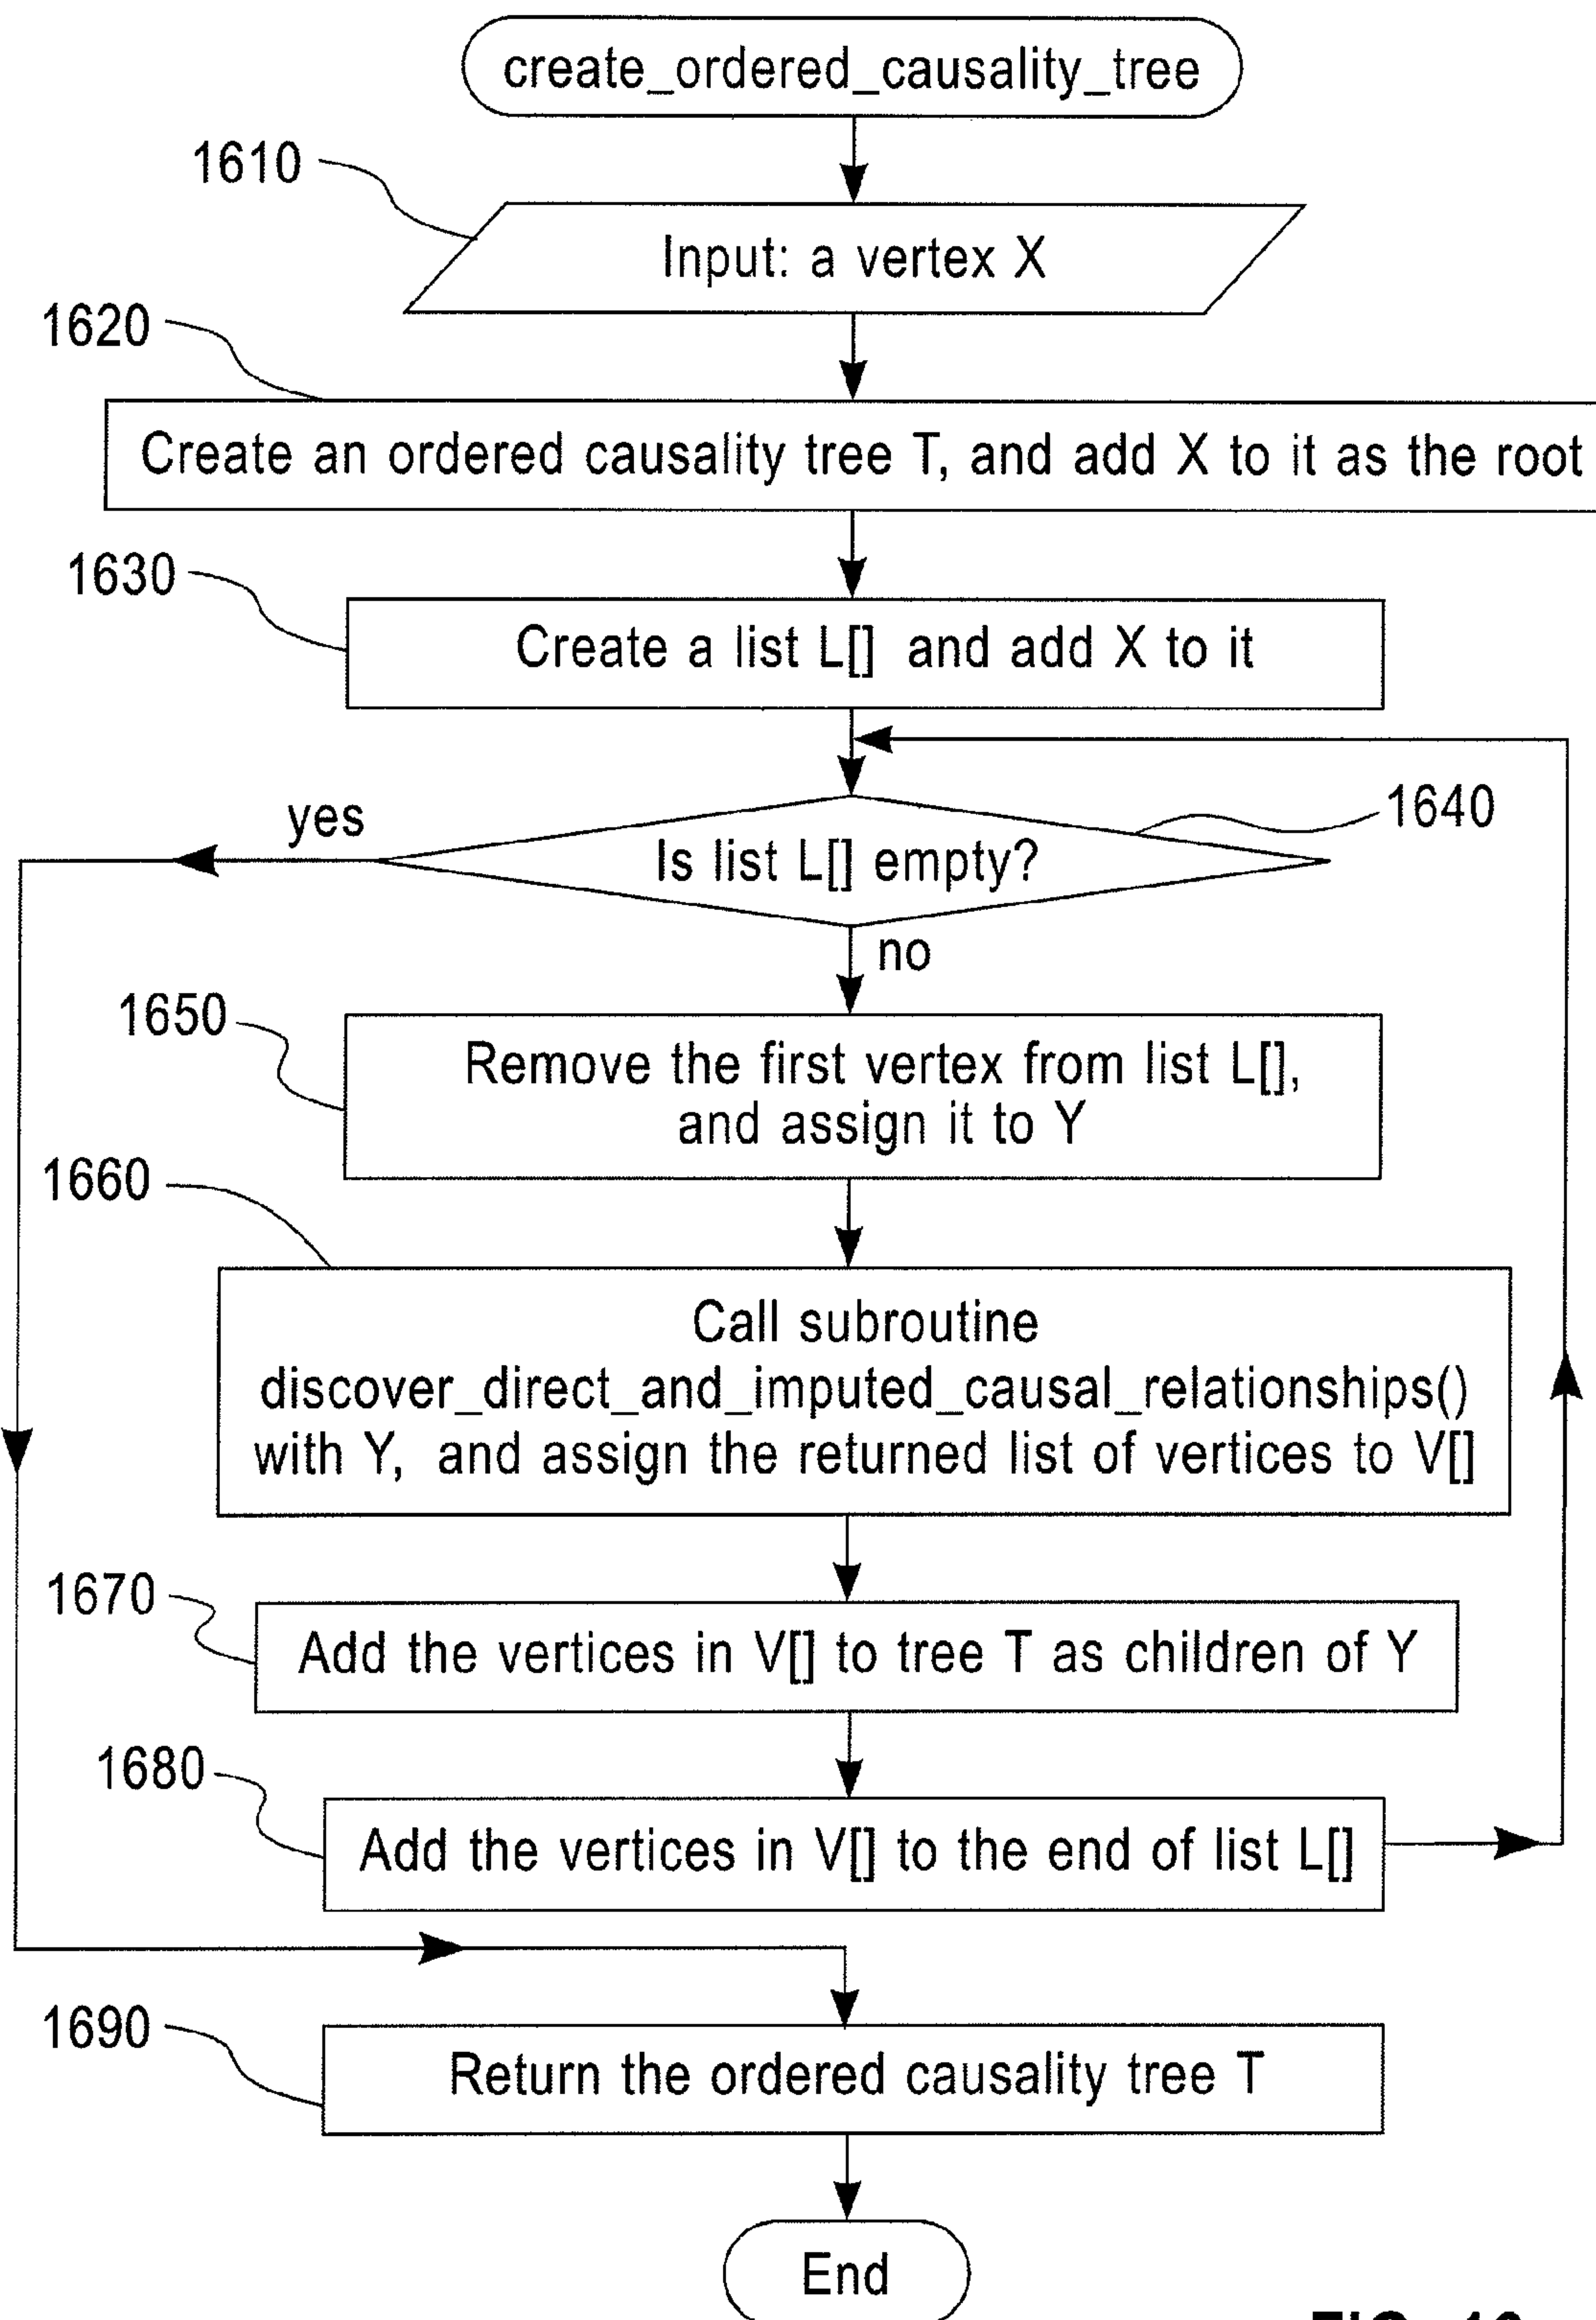 create_ordered_causality_tree
1610
Input: a vertex X
1620
Create an ordered causality tree T, and add X to it as the root
1630
Create a list L[] and add X to it
yes
Is list L[] empty?
1640
no
1650
Remove the first vertex from list L[],
and assign it to Y
1660
Call subroutine
discover_direct_and_imputed_causal_relationships()
with Y, and assign the returned list of vertices to V[]
1670
Add the vertices in V[] to tree T as children of Y
1680
Add the vertices in V[] to the end of list L[]
1690
Return the ordered causality tree T
End